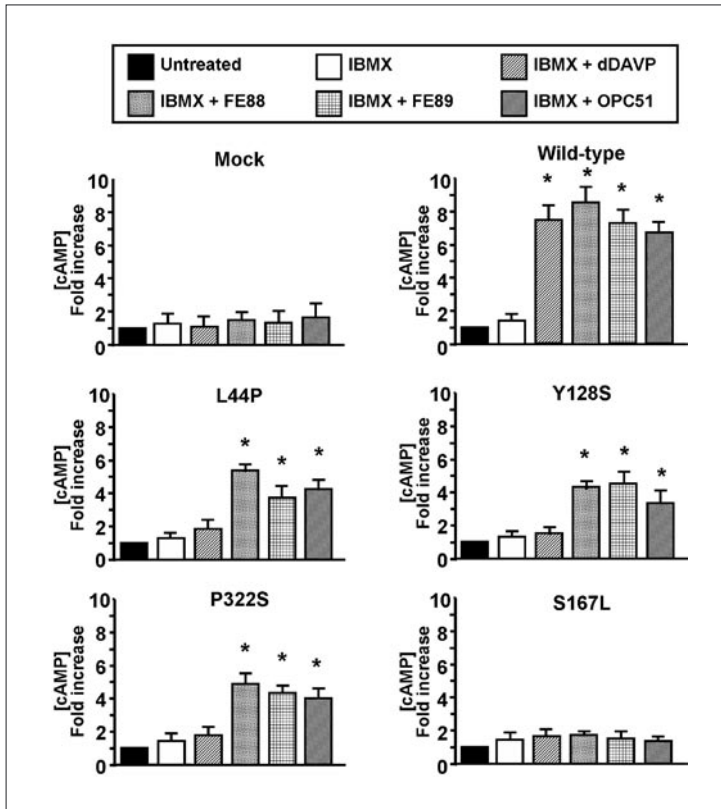 Untreated
IBMX
IBMX + dDAVP
IBMX + FE88
IBMX + FE89
IBMX + OPC51
Mock
[cAMP]
Fold increase
10
8
6
4
2
0
Wild-type
[cAMP]
Fold increase
10
8
6
4
2
0
* * * *
L44P
[cAMP]
Fold increase
10
8
6
4
2
0
* * *
Y128S
[cAMP]
Fold increase
10
8
6
4
2
0
* * *
P322S
[cAMP]
Fold increase
10
8
6
4
2
0
* * *
S167L
[cAMP]
Fold increase
10
8
6
4
2
0